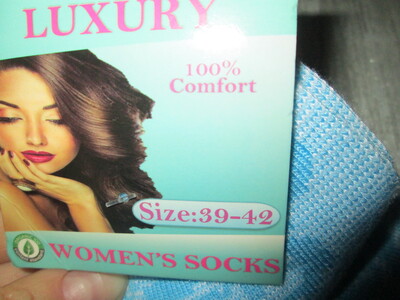 LUXURY
100%
Comfort
Size:39-42
WOMEN'S SOCKS